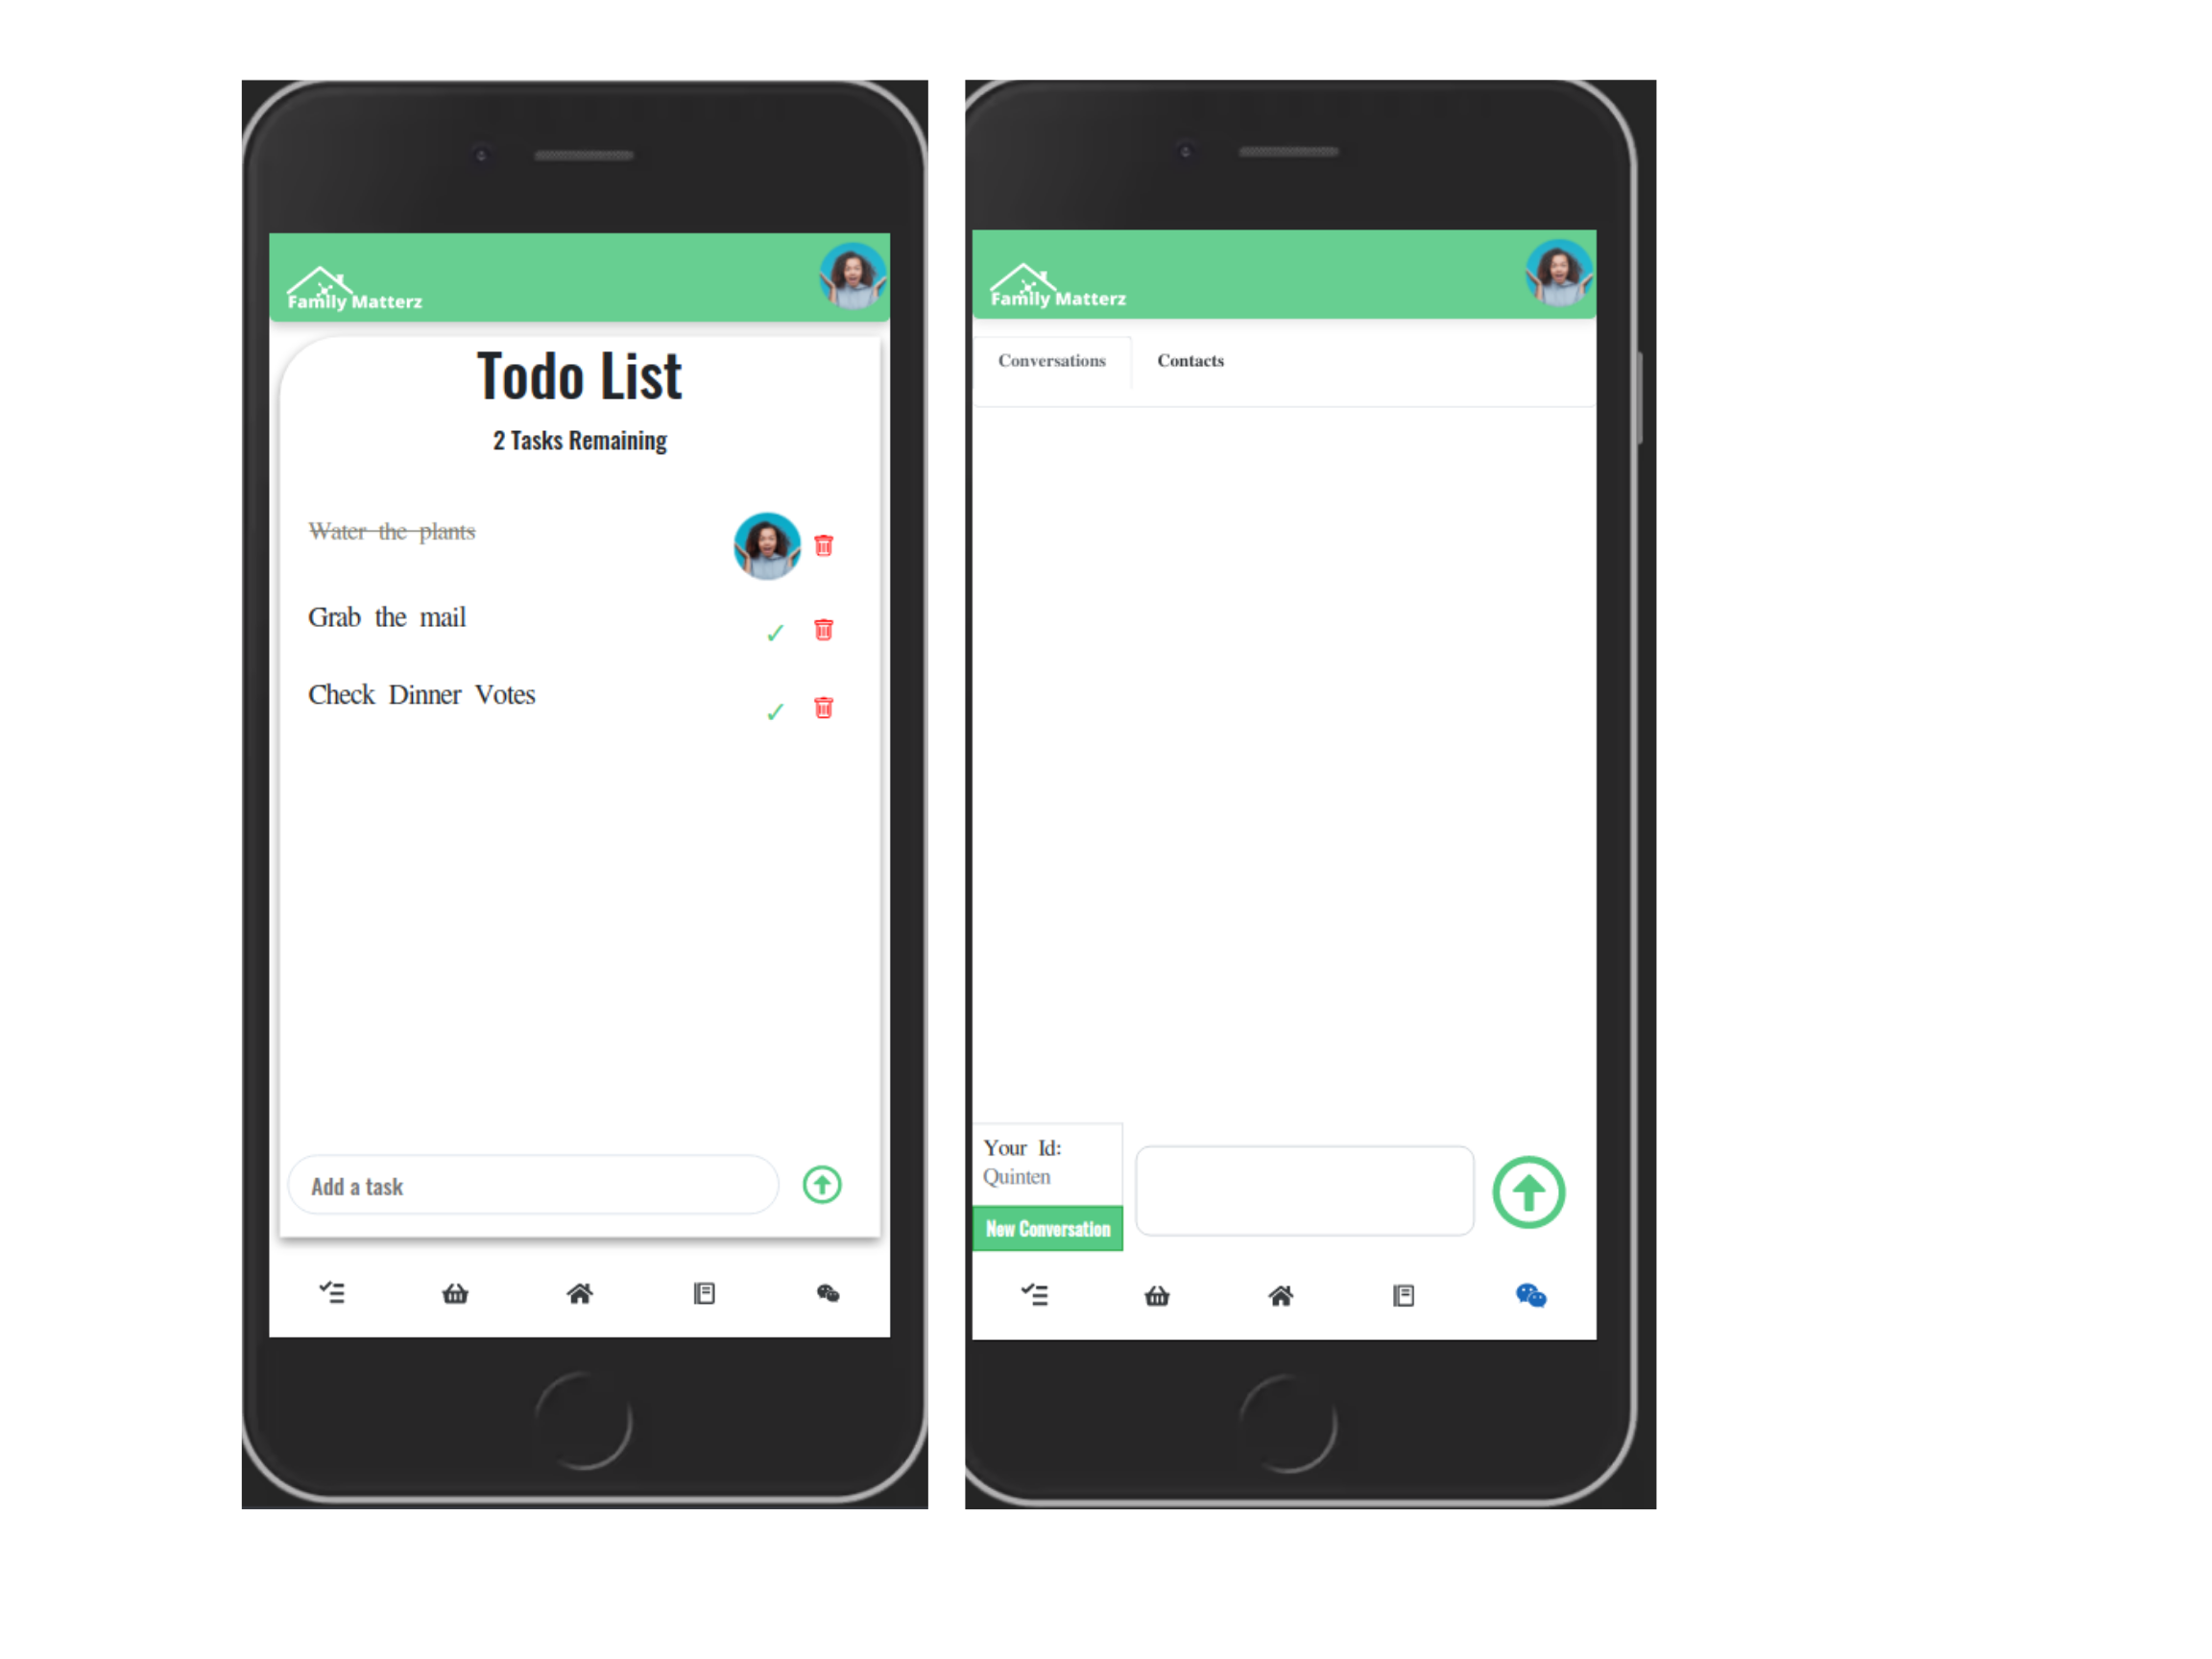 Family Matterz
Todo List
2 Tasks Remaining
Water the plants
Grab the mail
Check Dinner Votes
Add a task
Family Matterz
Conversations Contacts
Your Id:
Quinten
New Conversation